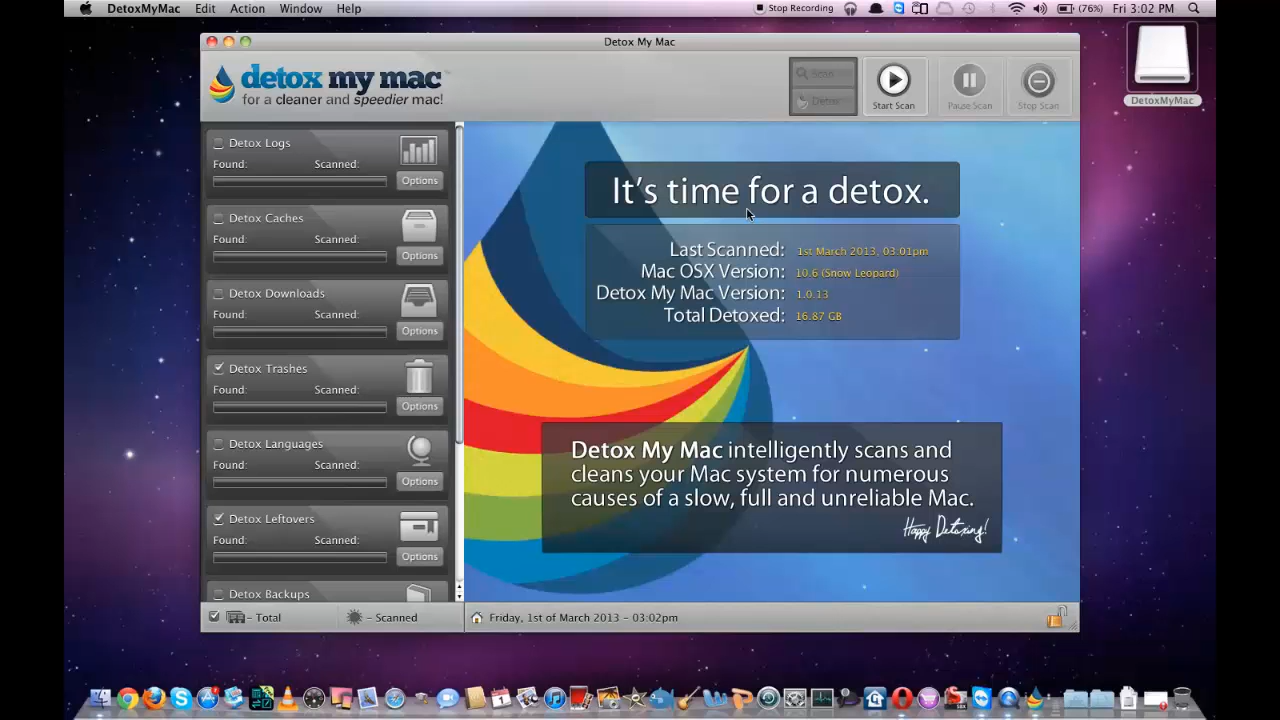 DetoxMyMac Edit Action Window Help
Stop Recording (76%) Fri 3:02 PM
Detox My Mac
detox my mac
for a cleaner and speedier mac!
Scan
Detox
Start Scan
Pause Scan
Stop Scan
DetoxMyMac
Detox Logs
Found: Scanned:
Options
Detox Caches
Found: Scanned:
Options
Detox Downloads
Found: Scanned:
Options
Detox Trashes
Found: Scanned:
Options
Detox Languages
Found: Scanned:
Options
Detox Leftovers
Found: Scanned:
Options
Detox Backups
- Total - Scanned
It's time for a detox.
Last Scanned: 1st March 2013, 03:01pm
Mac OSX Version: 10.6 (Snow Leopard)
Detox My Mac Version: 1.0.13
Total Detoxed: 16.87 GB
Detox My Mac intelligently scans and
cleans your Mac system for numerous
causes of a slow, full and unreliable Mac.
Happy Detoxing!
Friday, 1st of March 2013 - 03:02pm